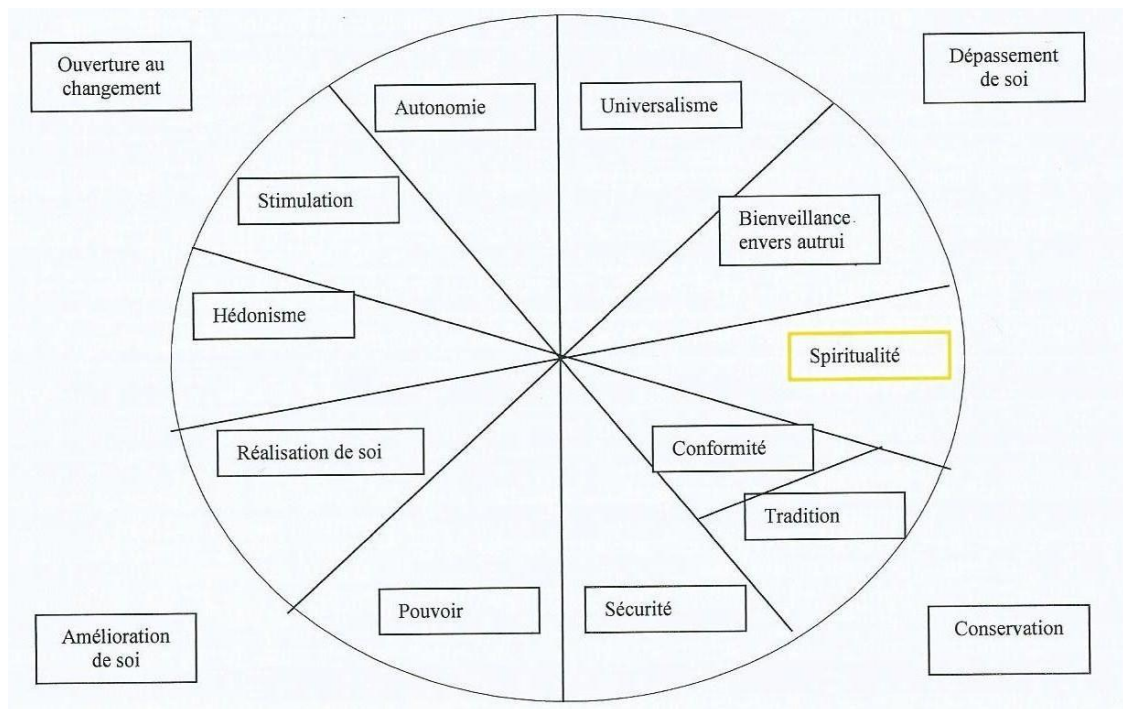 Ouverture au
changement
Dépassement
de soi
Autonomie
Universalisme
Stimulation
Bienveillance
envers autrui
Hédonisme
Spiritualité
Réalisation de soi
Conformité
Tradition
Pouvoir
Sécurité
Amélioration
de soi
Conservation